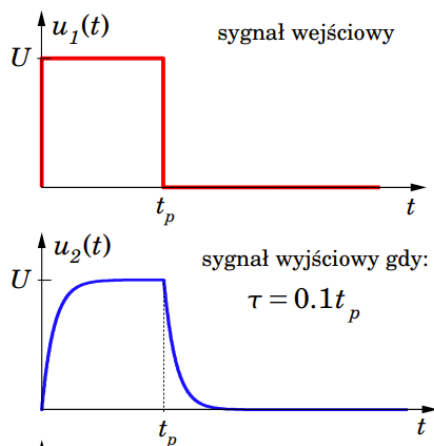 u₁(t)
sygnał wejściowy
U
tₚ
t
u₂(t)
sygnał wyjściowy gdy:
U
τ = 0.1tₚ
tₚ
t